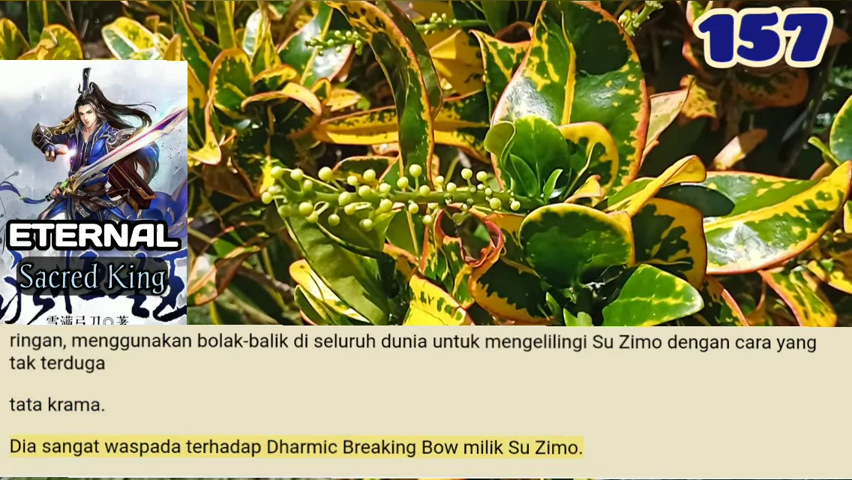 157
ETERNAL
Sacred King
ringan, menggunakan bolak-balik di seluruh dunia untuk mengelilingi Su Zimo dengan cara yang
tak terduga
tata krama.
Dia sangat waspada terhadap Dharmic Breaking Bow milik Su Zimo.